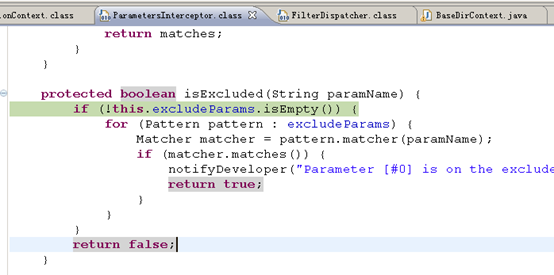 onContext.class ParametersInterceptor.class FilterDispatcher.class BaseDirContext.java
return matches;
}
}
protected boolean isExcluded(String paramName) {
if (!this.excludeParams.isEmpty()) {
for (Pattern pattern : excludeParams) {
Matcher matcher = pattern.matcher(paramName);
if (matcher.matches()) {
notifyDeveloper("Parameter [#0] is on the exclude
return true;
}
}
}
return false;
}